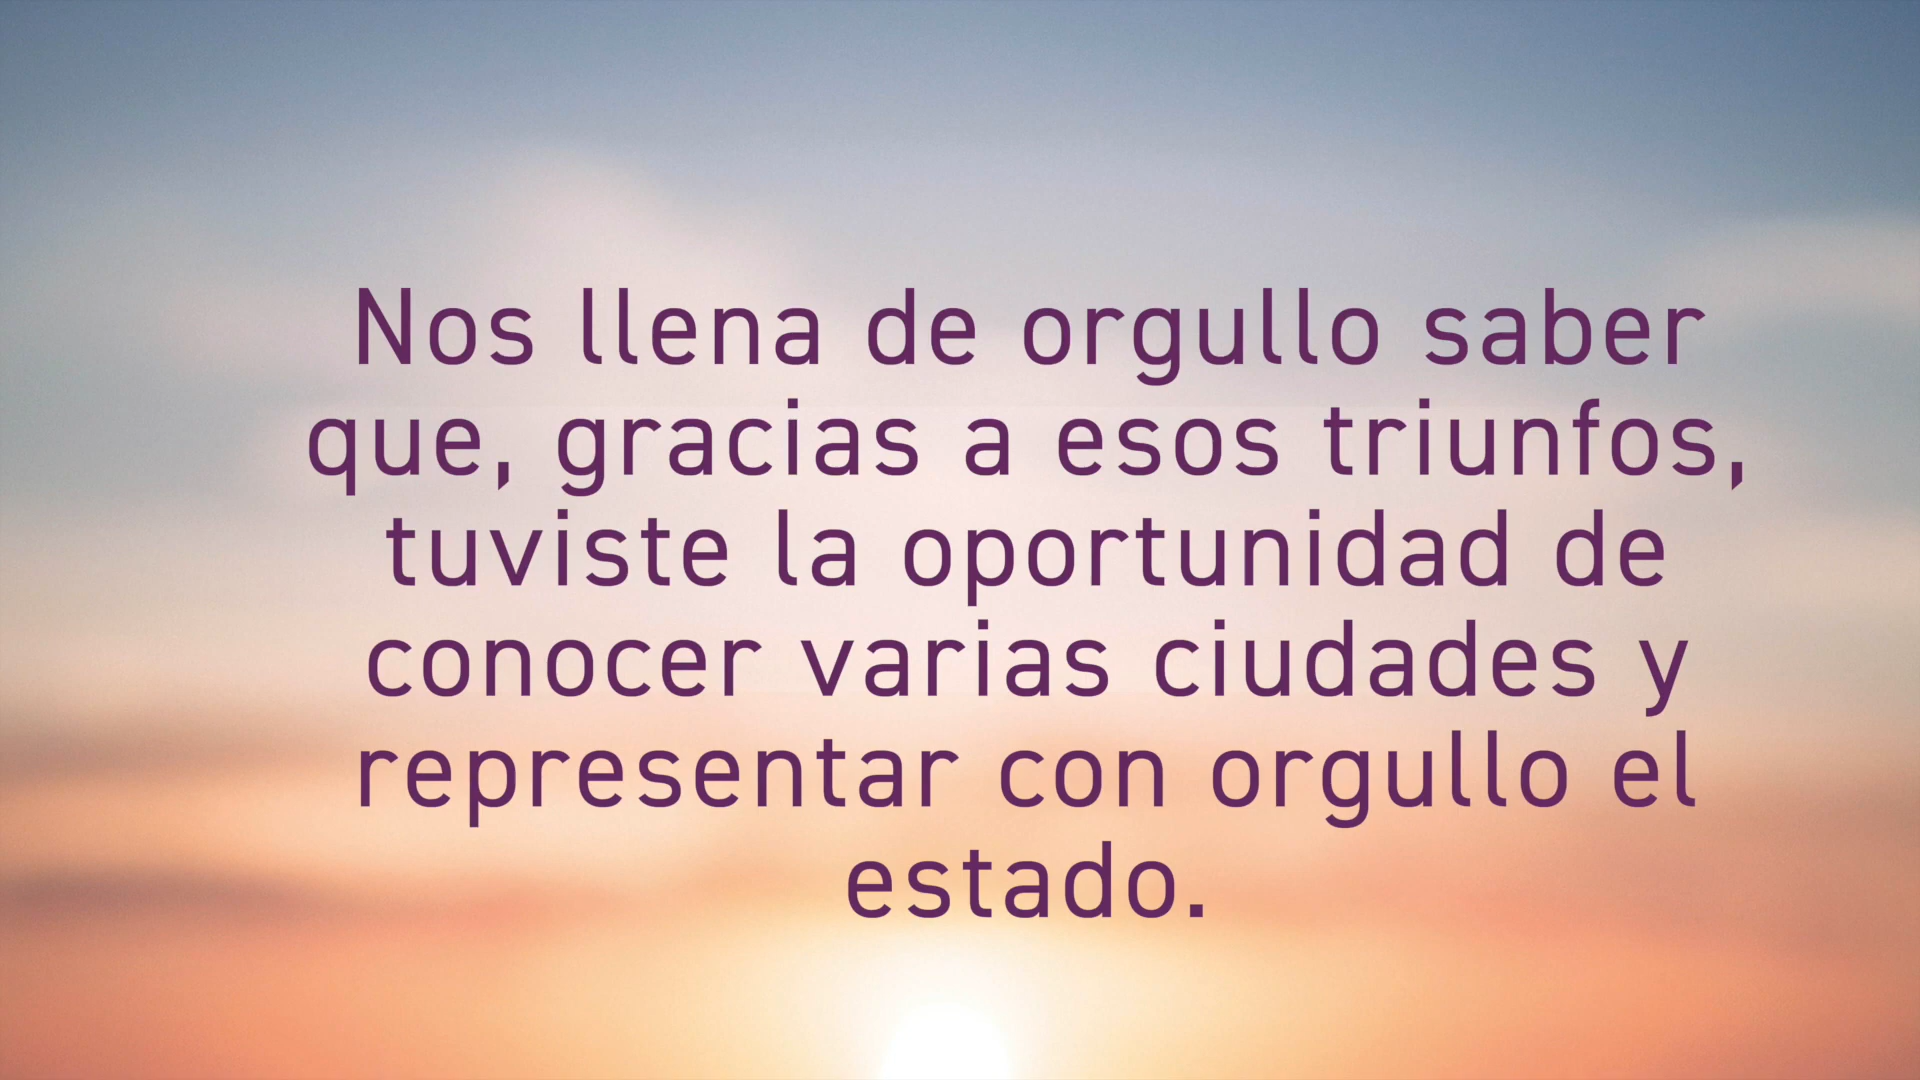 Nos llena de orgullo saber
que, gracias a esos triunfos,
tuviste la oportunidad de
conocer varias ciudades y
representar con orgullo el
estado.